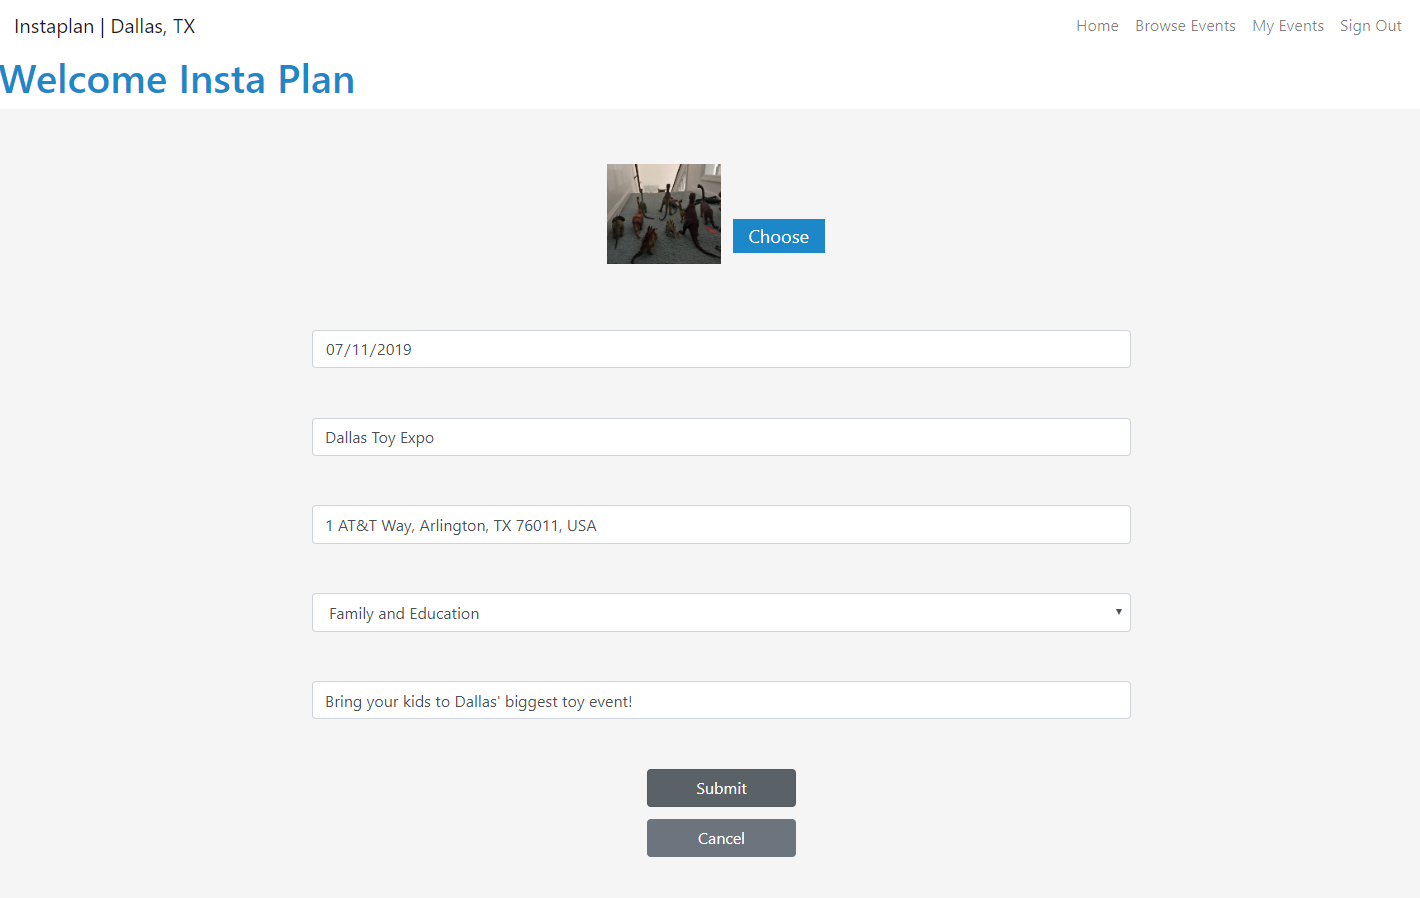 Instaplan | Dallas, TX
Home Browse Events My Events Sign Out
Welcome Insta Plan
Choose
07/11/2019
Dallas Toy Expo
1 AT&T Way, Arlington, TX 76011, USA
Family and Education
Bring your kids to Dallas' biggest toy event!
Submit
Cancel